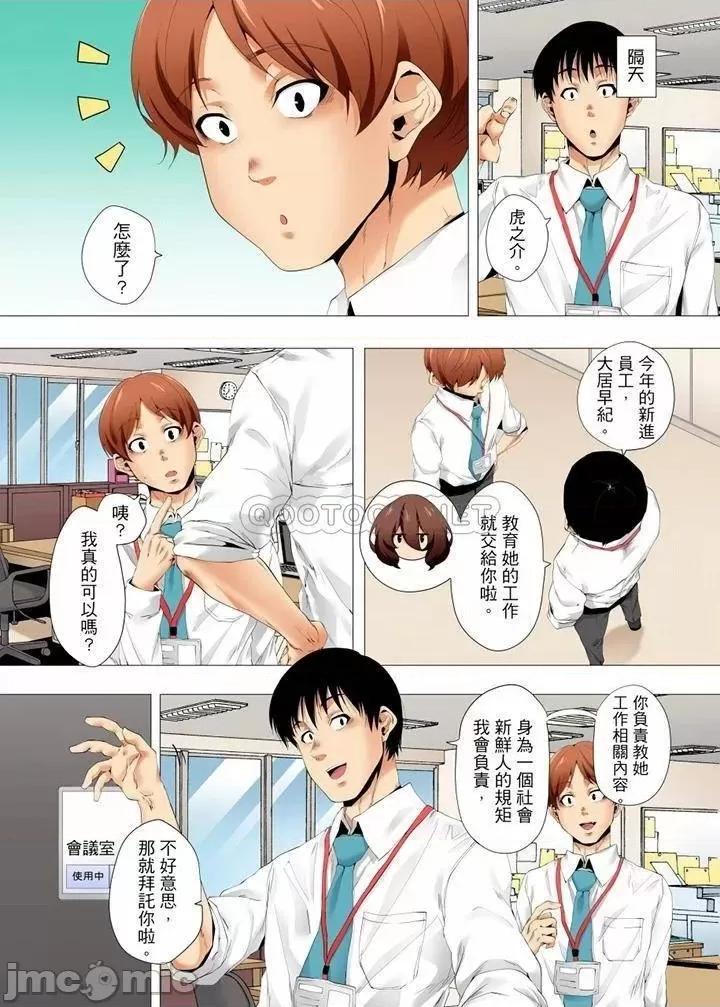 隔天
虎之介。
怎麼了？
今年的新進
員工，
大居早紀。
教育她的工作
就交給你啦。
咦？
我真的可以嗎？
你負責教她
工作相關內容。
身為一個社會
新鮮人的規矩
我會負責，
不好意思，
那就拜託你啦。
會議室
使用中
jmcomic